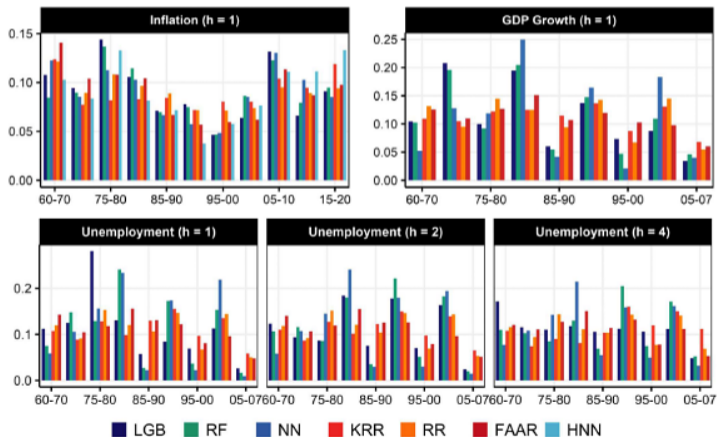 Inflation (h = 1)
GDP Growth (h = 1)
0.15
0.10
0.05
0.00
60-70 75-80 85-90 95-00 05-10 15-20
0.25
0.20
0.15
0.10
0.05
0.00
60-70 75-80 85-90 95-00 05-07
Unemployment (h = 1)
Unemployment (h = 2)
Unemployment (h = 4)
0.2
0.1
0.0
60-70 75-80 85-90 95-00 05-07
60-70 75-80 85-90 95-00 05-07
60-70 75-80 85-90 95-00 05-07
LGB RF NN KRR RR FAAR HNN